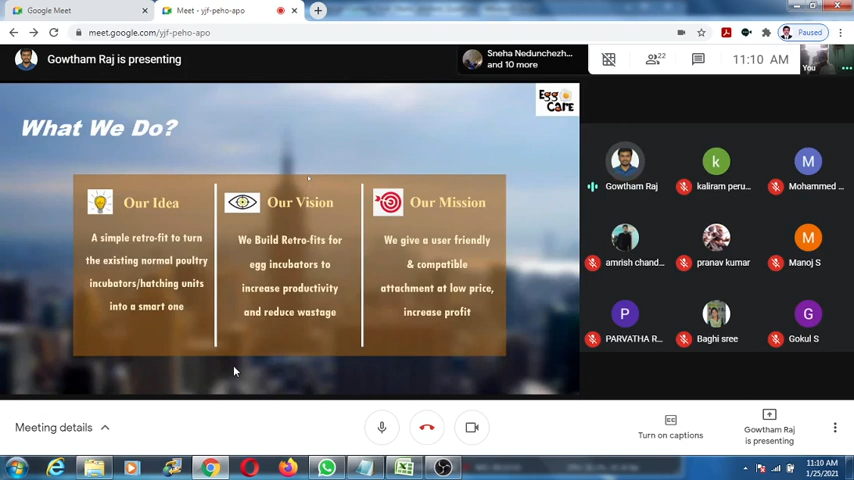 Google Meet
Meet - yjf-peho-apo
meet.google.com/yjf-peho-apo
Paused
Gowtham Raj is presenting
Sneha Nedunchezh...
and 10 more
22
11:10 AM
You
Egg
CARE
What We Do?
Our Idea
A simple retro-fit to turn
the existing normal poultry
incubators/hatching units
into a smart one
Our Vision
We Build Retro-fits for
egg incubators to
increase productivity
and reduce wastage
Our Mission
We give a user friendly
& compatible
attachment at low price,
increase profit
Gowtham Raj
k
kaliram peru...
M
Mohammed ...
amrish chand...
pranav kumar
M
Manoj S
P
PARVATHA R...
Baghi sree
G
Gokul S
Meeting details
Turn on captions
Gowtham Raj
is presenting
11:10 AM
1/25/2021